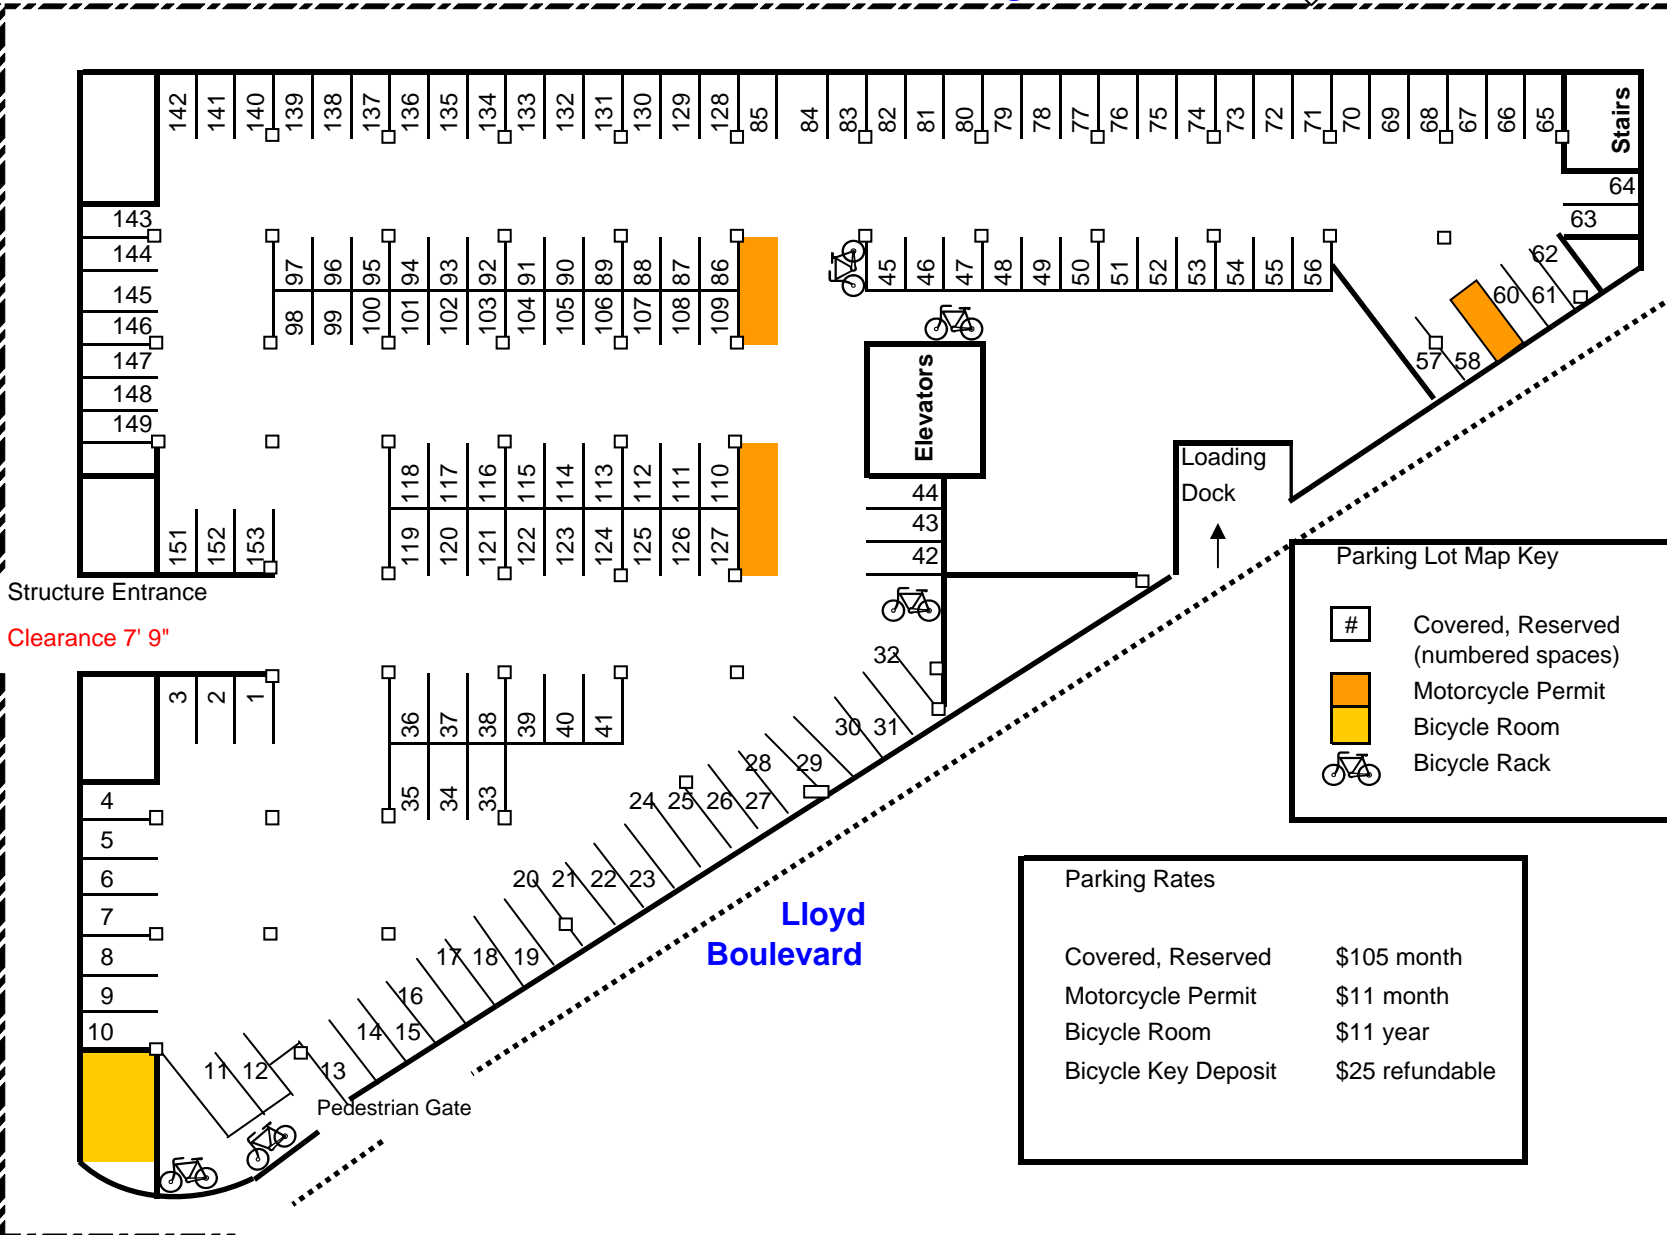 142 141 140 139 138 137 136 135 134 133 132 131 130 129 128 85 84 83 82 81 80 79 78 77 76 75 74 73 72 71 70 69 68 67 66 65 Stairs
64
143 63
144 97 96 95 94 93 92 91 90 89 88 87 86 45 46 47 48 49 50 51 52 53 54 55 56 62
145 60 61
146 98 99 100 101 102 103 104 105 106 107 108 109
147 57 58
148 Elevators
149
118 117 116 115 114 113 112 111 110 Loading
44 Dock
43
151 152 153 119 120 121 122 123 124 125 126 127 42
Structure Entrance
Clearance 7' 9"
32
3 2 1 36 37 38 39 40 41 30 31
28 29
4 35 34 33 24 25 26 27
5
6 20 21 22 23
7
8 17 18 19
9 16
10 14 15
11 12 13
Pedestrian Gate
Lloyd
Boulevard
Parking Lot Map Key
# Covered, Reserved
(numbered spaces)
Motorcycle Permit
Bicycle Room
Bicycle Rack
Parking Rates
Covered, Reserved $105 month
Motorcycle Permit $11 month
Bicycle Room $11 year
Bicycle Key Deposit $25 refundable